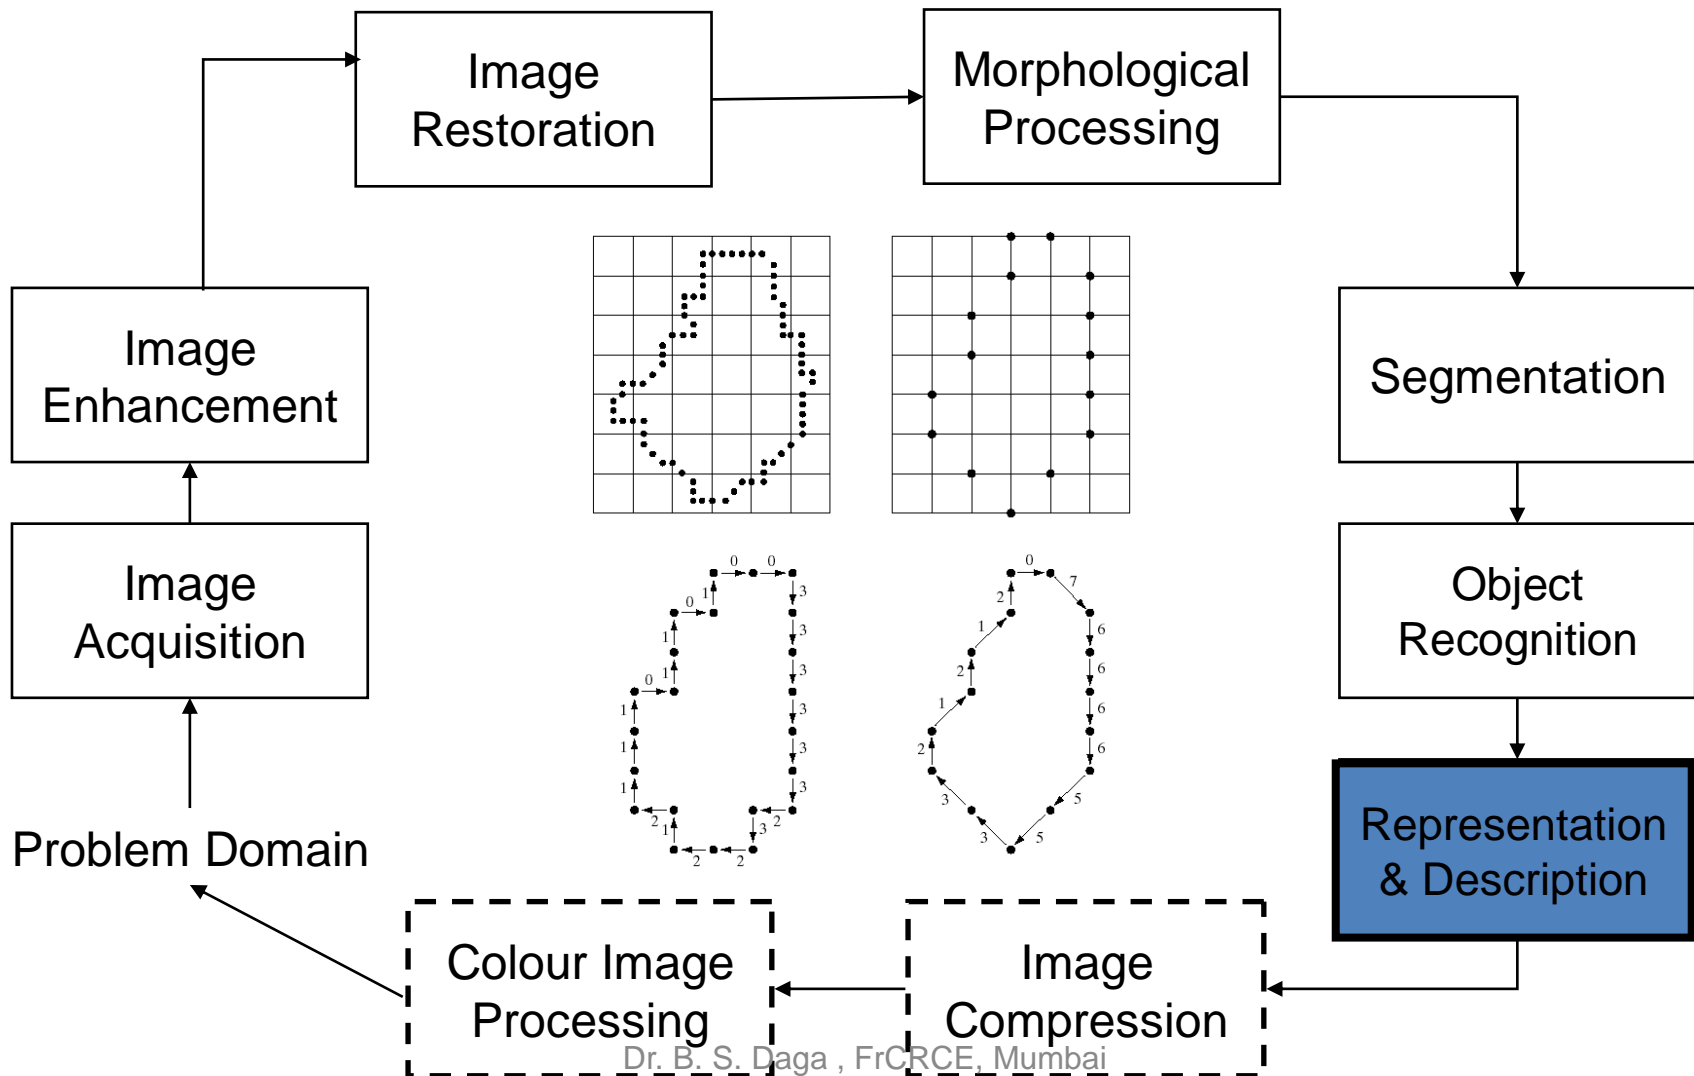 Image
Restoration
Morphological
Processing
Image
Enhancement
Segmentation
Image
Acquisition
Object
Recognition
Problem Domain
Representation
& Description
Colour Image
Processing
Image
Compression
0 0
1 3
0
1 3
1 3
0
1 3
1 3
1 3
2 2
1 3
2 2
0
2 7
1 6
2 6
1 6
2 6
3 5
3 5
Dr. B. S. Daga , FrCRCE, Mumbai